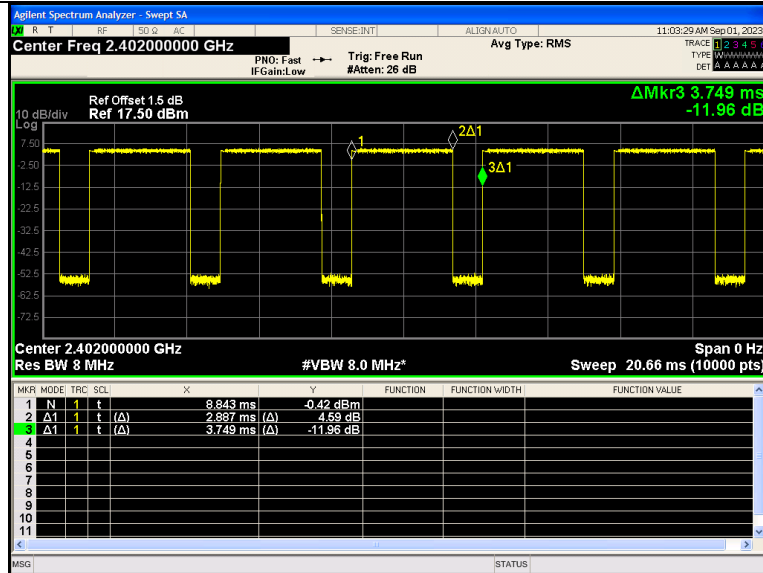 Agilent Spectrum Analyzer - Swept SA
LXI R T RF 50 Ω AC SENSE:INT ALIGN AUTO 11:03:29 AM Sep 01, 2023
Center Freq 2.402000000 GHz
Avg Type: RMS
TRACE 1 2 3 4 5
PNO: Fast
Trig: Free Run
TYPE W
IFGain:Low
#Atten: 26 dB
DET A A A A A
ΔMkr3 3.749 ms
-11.96 dB
Ref Offset 1.5 dB
10 dB/div Ref 17.50 dBm
Log
7.50
-2.50
-12.5
-22.5
-32.5
-42.5
-52.5
-62.5
-72.5
1
2Δ1
3Δ1
Center 2.402000000 GHz Span 0 Hz
Res BW 8 MHz #VBW 8.0 MHz* Sweep 20.66 ms (10000 pts)
MKR MODE TRC SCL X Y FUNCTION FUNCTION WIDTH FUNCTION VALUE
1 N 1 t 8.843 ms -0.42 dBm
2 Δ1 1 t (Δ) 2.887 ms (Δ) 4.59 dB
3 Δ1 1 t (Δ) 3.749 ms (Δ) -11.96 dB
4
5
6
7
8
9
10
11
MSG STATUS